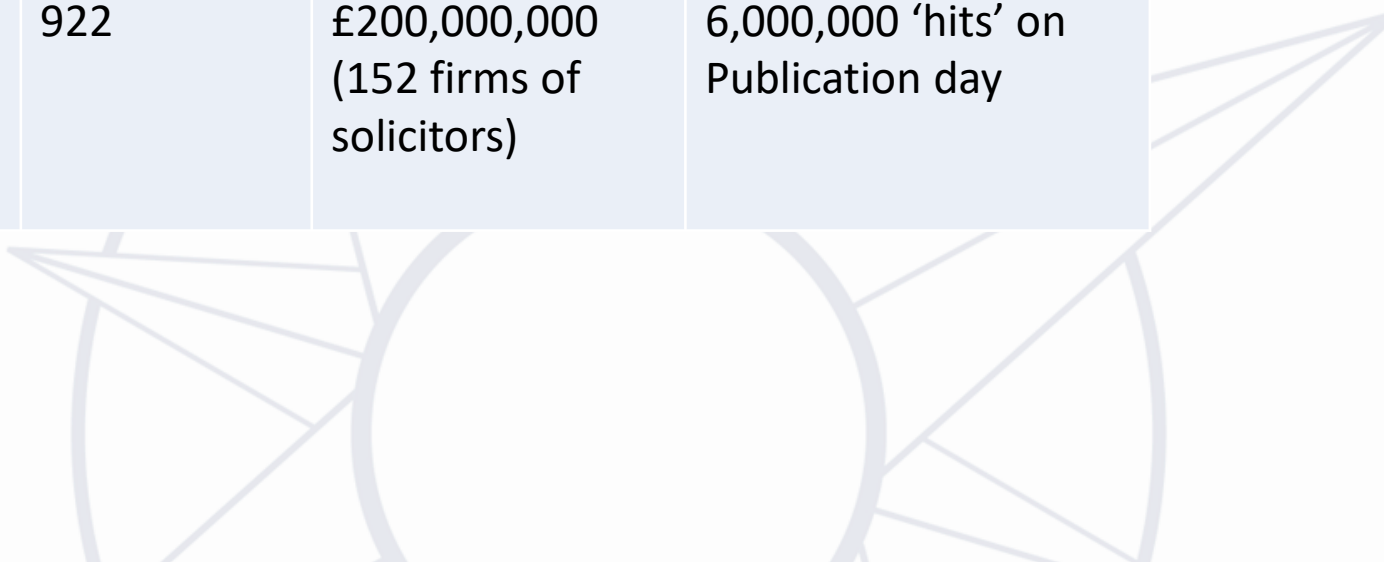 922
£200,000,000
(152 firms of
solicitors)
6,000,000 ‘hits’ on
Publication day